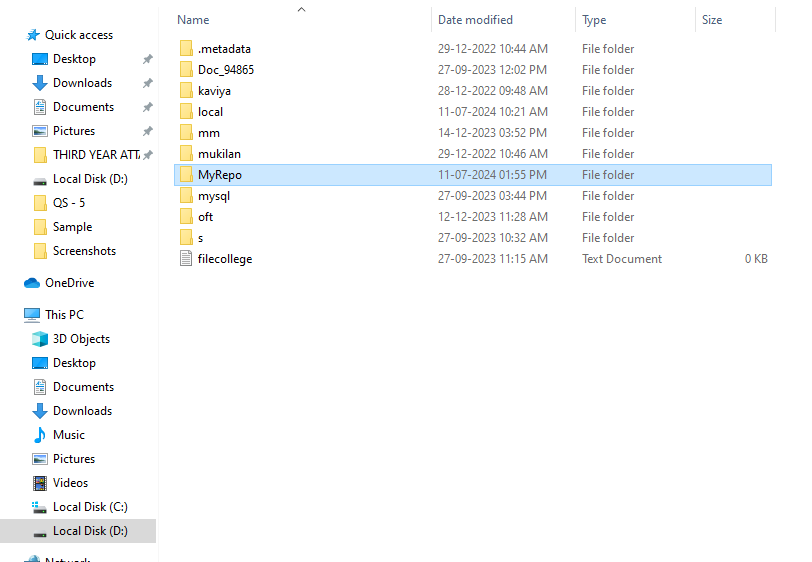 Name Date modified Type Size
Quick access
Desktop
Downloads
Documents
Pictures
THIRD YEAR ATT
Local Disk (D:)
QS - 5
Sample
Screenshots
OneDrive
This PC
3D Objects
Desktop
Documents
Downloads
Music
Pictures
Videos
Local Disk (C:)
Local Disk (D:)
Network
.metadata 29-12-2022 10:44 AM File folder
Doc_94865 27-09-2023 12:02 PM File folder
kaviya 28-12-2022 09:48 AM File folder
local 11-07-2024 10:21 AM File folder
mm 14-12-2023 03:52 PM File folder
mukilan 29-12-2022 10:46 AM File folder
MyRepo 11-07-2024 01:55 PM File folder
mysql 27-09-2023 03:44 PM File folder
oft 12-12-2023 11:28 AM File folder
s 27-09-2023 10:32 AM File folder
filecollege 27-09-2023 11:15 AM Text Document 0 KB